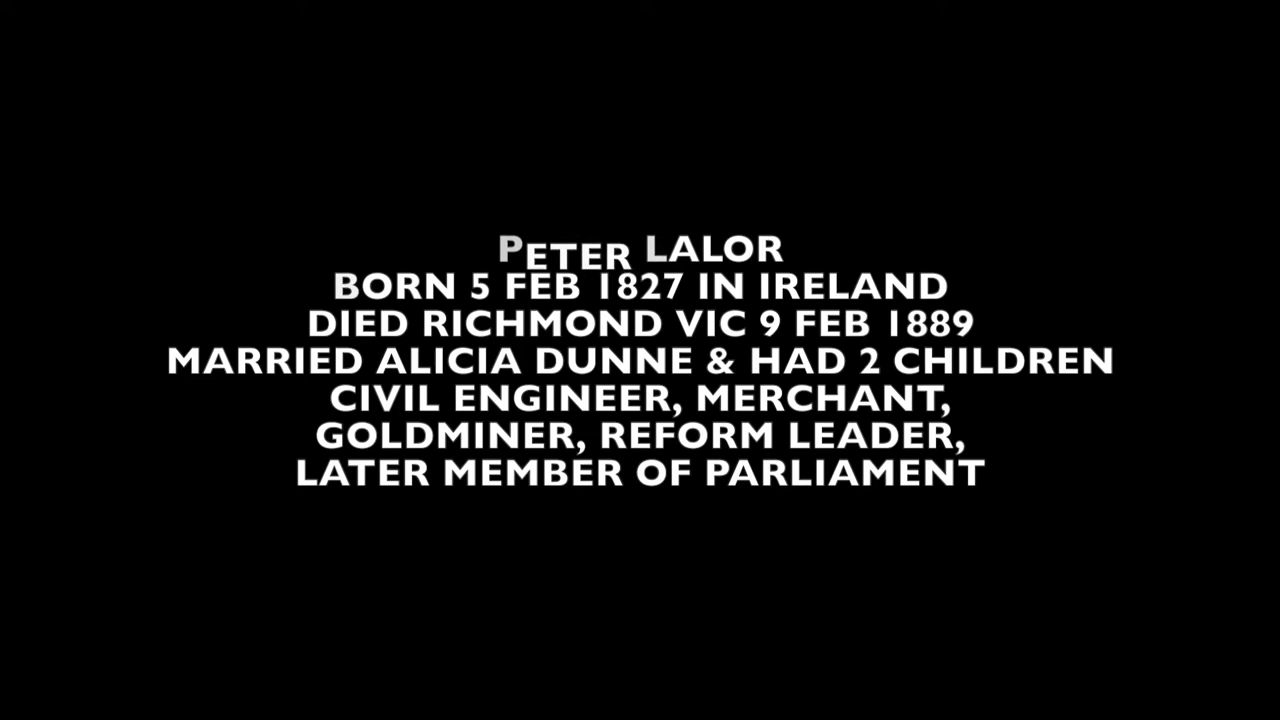 PETER LALOR
BORN 5 FEB 1827 IN IRELAND
DIED RICHMOND VIC 9 FEB 1889
MARRIED ALICIA DUNNE & HAD 2 CHILDREN
CIVIL ENGINEER, MERCHANT,
GOLDMINER, REFORM LEADER,
LATER MEMBER OF PARLIAMENT